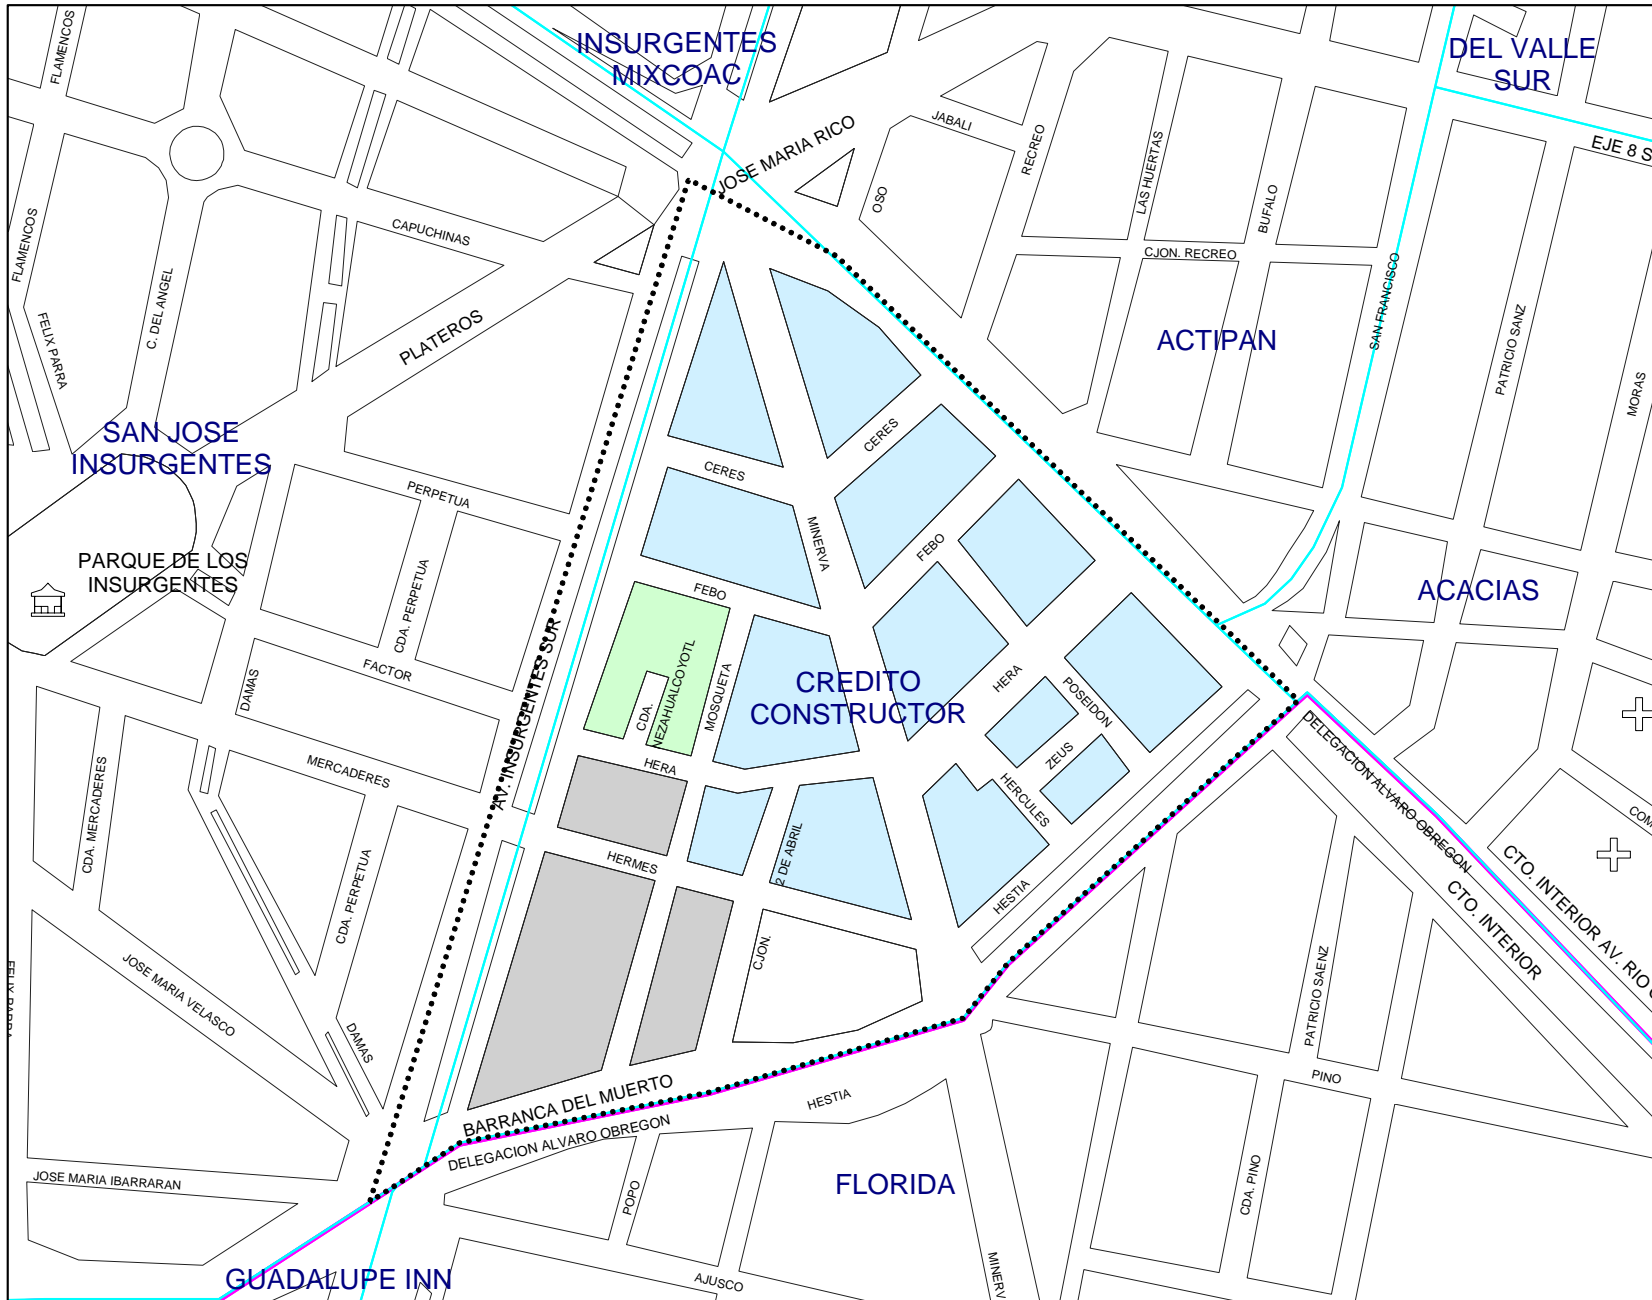 FLAMENCOS
INSURGENTES
MIXCOAC
DEL VALLE
SUR
EJE 8 S
JOSE MARIA RICO
JABALI
RECREO
LAS HUERTAS
BUFALO
OSO
CAPUCHINAS
FLAMENCOS
C. DEL ANGEL
CJON. RECREO
SAN FRANCISCO
FELIX PARRA
PLATEROS
ACTIPAN
PATRICIO SANZ
MORAS
SAN JOSE
INSURGENTES
CERES
CERES
PERPETUA
MINERVA
FEBO
PARQUE DE LOS
INSURGENTES
CDA. PERPETUA
FEBO
ACACIAS
AV. INSURGENTES SUR
FACTOR
DAMAS
CDA.
NEZAHUALCOYOTL
MOSQUETA
CREDITO
CONSTRUCTOR
HERA
POSEIDON
HERA
ZEUS
HERCULES
DELEGACION ALVARO OBREGON
MERCADERES
CDA. MERCADERES
HERMES
2 DE ABRIL
COM
CTO. INTERIOR AV. RIO
CTO. INTERIOR
HESTIA
CDA. PERPETUA
CJON.
JOSE MARIA VELASCO
FELIX PARRA
PATRICIO SAENZ
DAMAS
PINO
BARRANCA DEL MUERTO
HESTIA
DELEGACION ALVARO OBREGON
JOSE MARIA IBARRARAN
POPO
FLORIDA
CDA. PINO
GUADALUPE INN
AJUSCO
MINERV